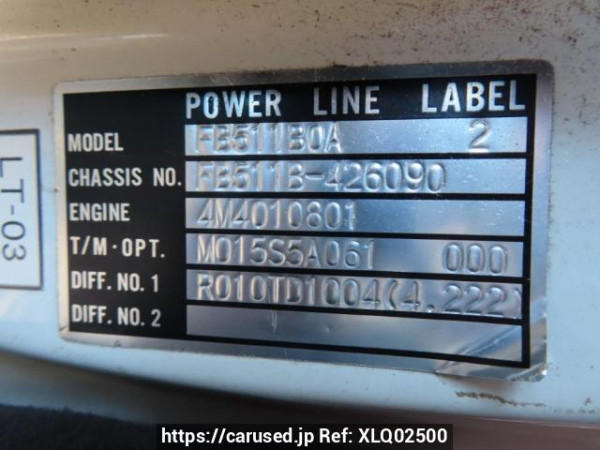 POWER LINE LABEL
MODEL FB511B0A 2
CHASSIS NO. FB511B-426090
ENGINE 4M4010801
T/M·OPT. M015S5A061 000
DIFF. NO. 1 R010TD1004(4.222)
DIFF. NO. 2
LT-03
https://carused.jp Ref: XLQ02500